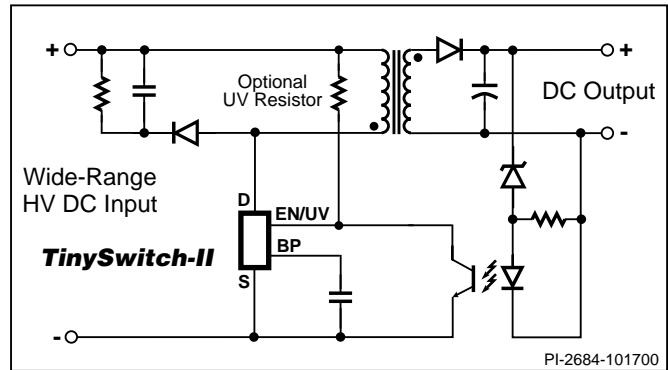 +
+
Optional
UV Resistor
DC Output
-
Wide-Range
HV DC Input
D
EN/UV
BP
TinySwitch-II
S
-
PI-2684-101700